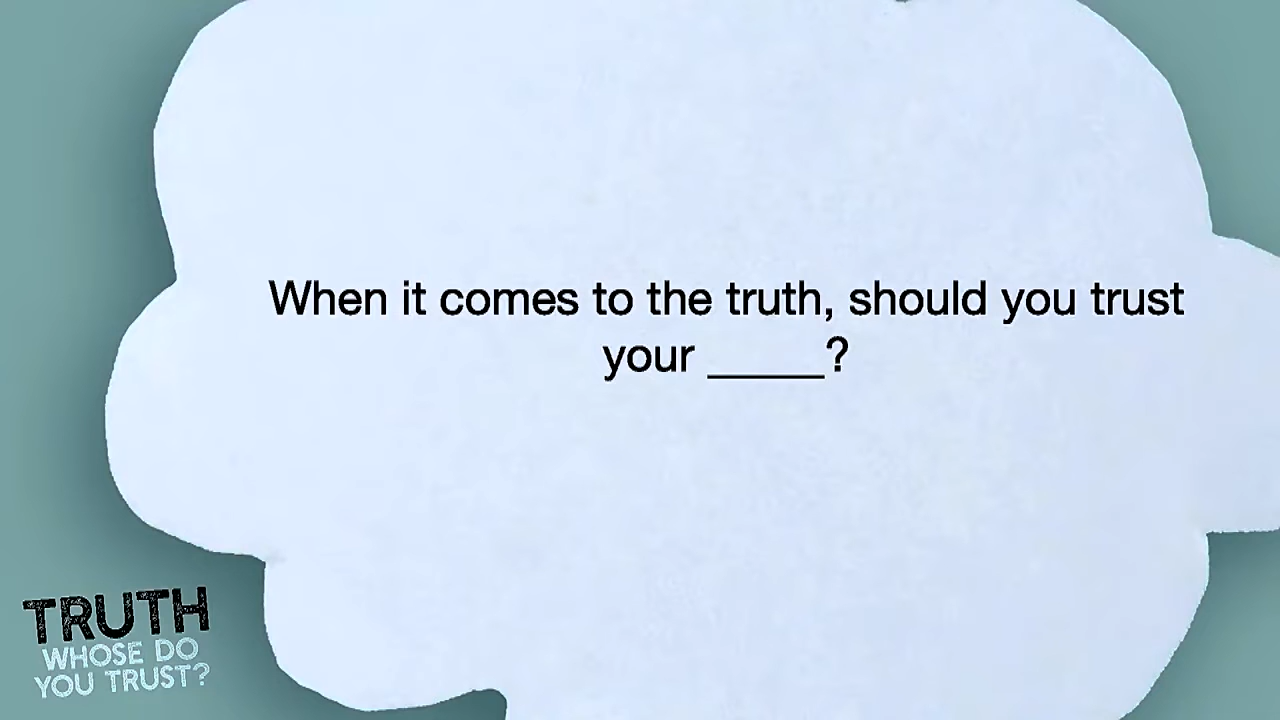 When it comes to the truth, should you trust
your _____?
TRUTH
WHOSE DO
YOU TRUST?